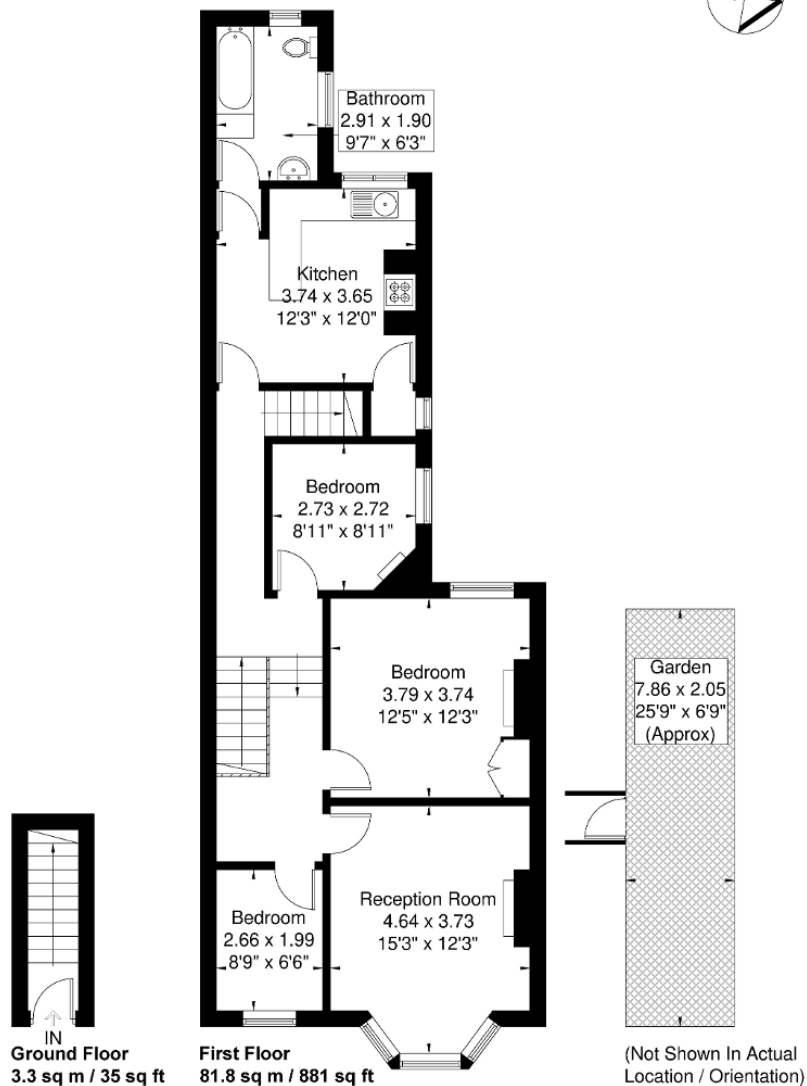 Bathroom
2.91 x 1.90
9'7" x 6'3"
Kitchen
3.74 x 3.65
12'3" x 12'0"
Bedroom
2.73 x 2.72
8'11" x 8'11"
Bedroom
3.79 x 3.74
12'5" x 12'3"
Garden
7.86 x 2.05
25'9" x 6'9"
(Approx)
Reception Room
4.64 x 3.73
15'3" x 12'3"
Bedroom
2.66 x 1.99
8'9" x 6'6"
IN
Ground Floor
3.3 sq m / 35 sq ft
First Floor
81.8 sq m / 881 sq ft
(Not Shown In Actual
Location / Orientation)